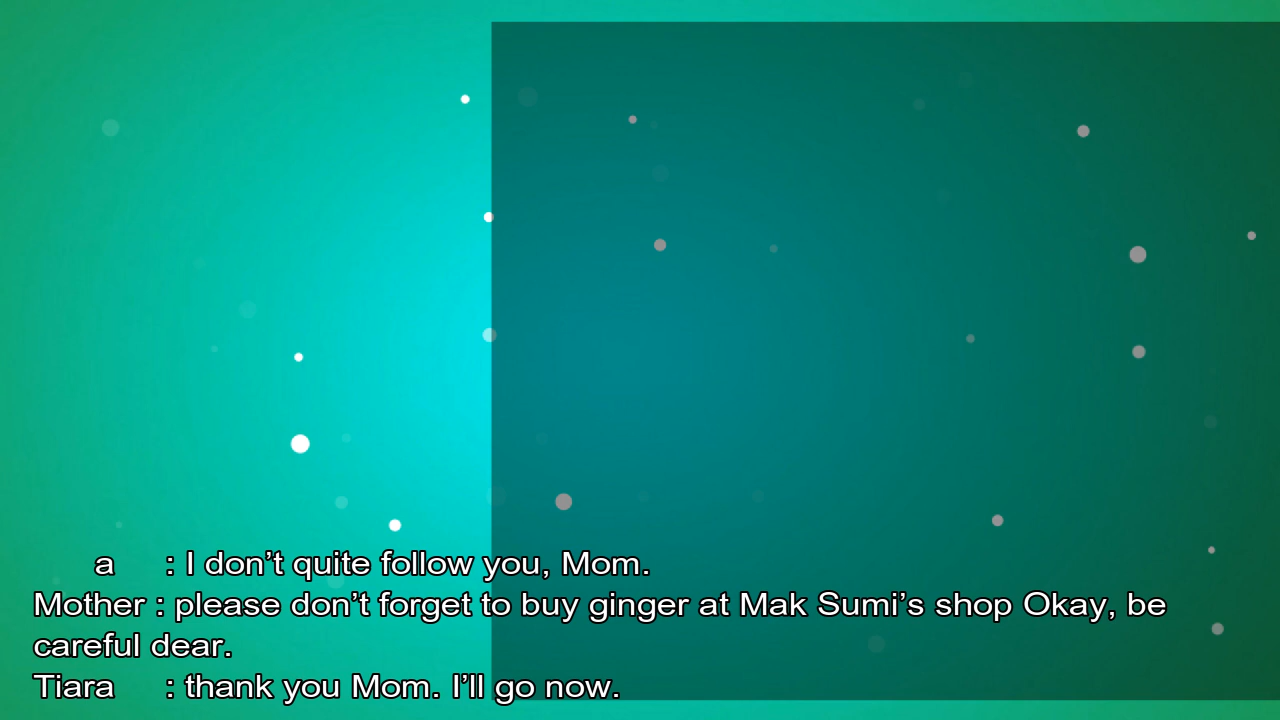 a : I don’t quite follow you, Mom.
Mother : please don’t forget to buy ginger at Mak Sumi’s shop Okay, be
careful dear.
Tiara : thank you Mom. I’ll go now.